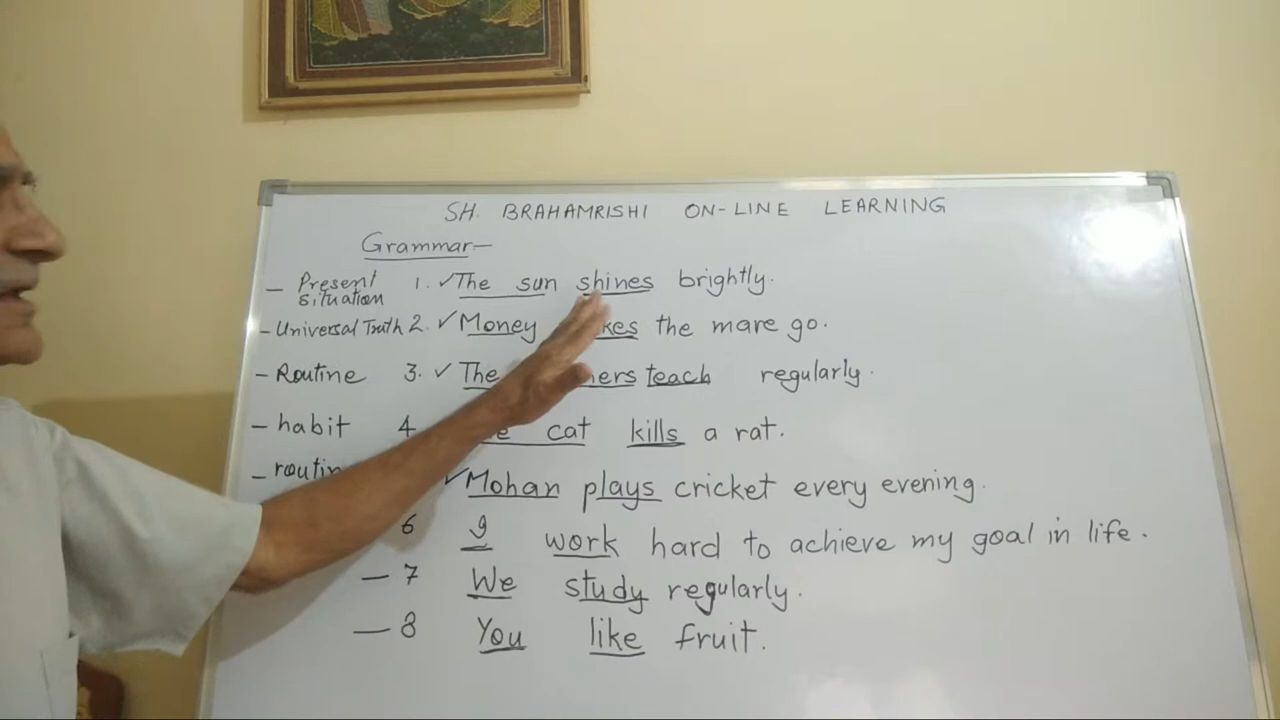 SH. BRAHAMRISHI ON-LINE LEARNING
Grammar—
— Present situation 1. ✓ The sun shines brightly.
– Universal Truth 2. ✓ Money kes the mare go.
– Routine 3. ✓ The hers teach regularly.
– habit 4 e cat kills a rat.
– routin ✓ Mohan plays cricket every evening.
6 I work hard to achieve my goal in life.
— 7 We study regularly.
— 8 You like fruit.